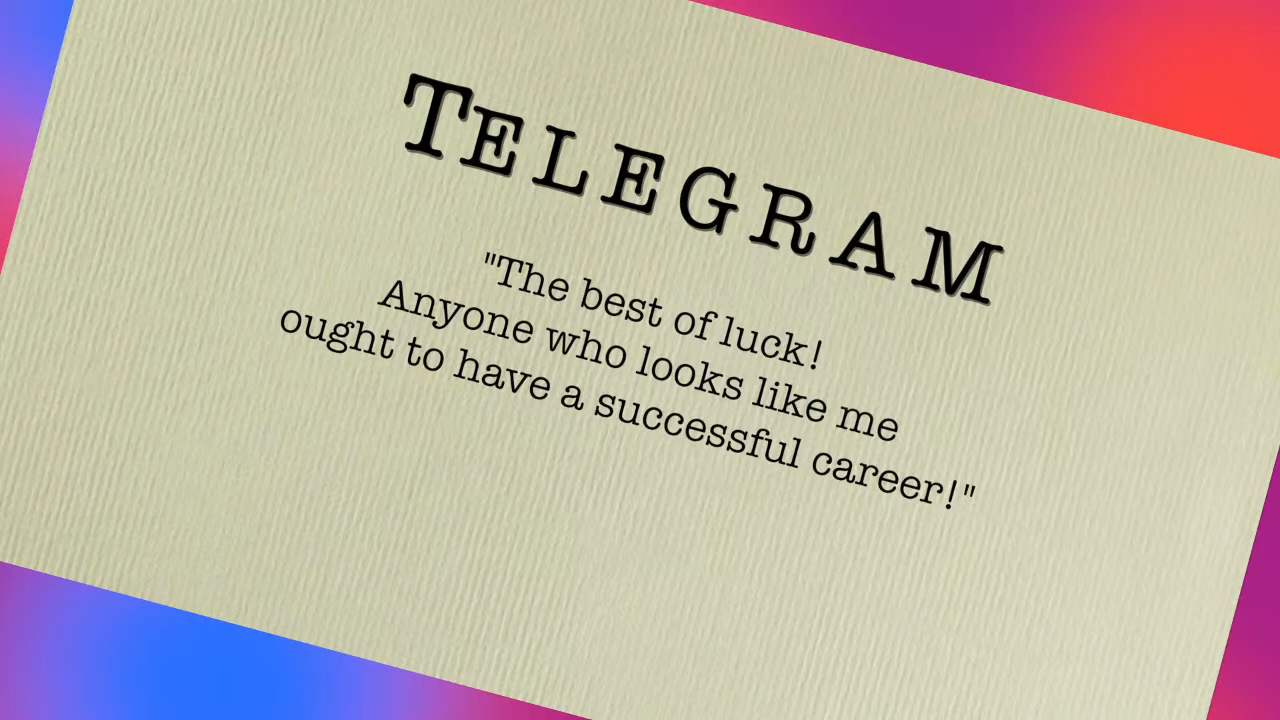 TELEGRAM
"The best of luck!
Anyone who looks like me
ought to have a successful career!"